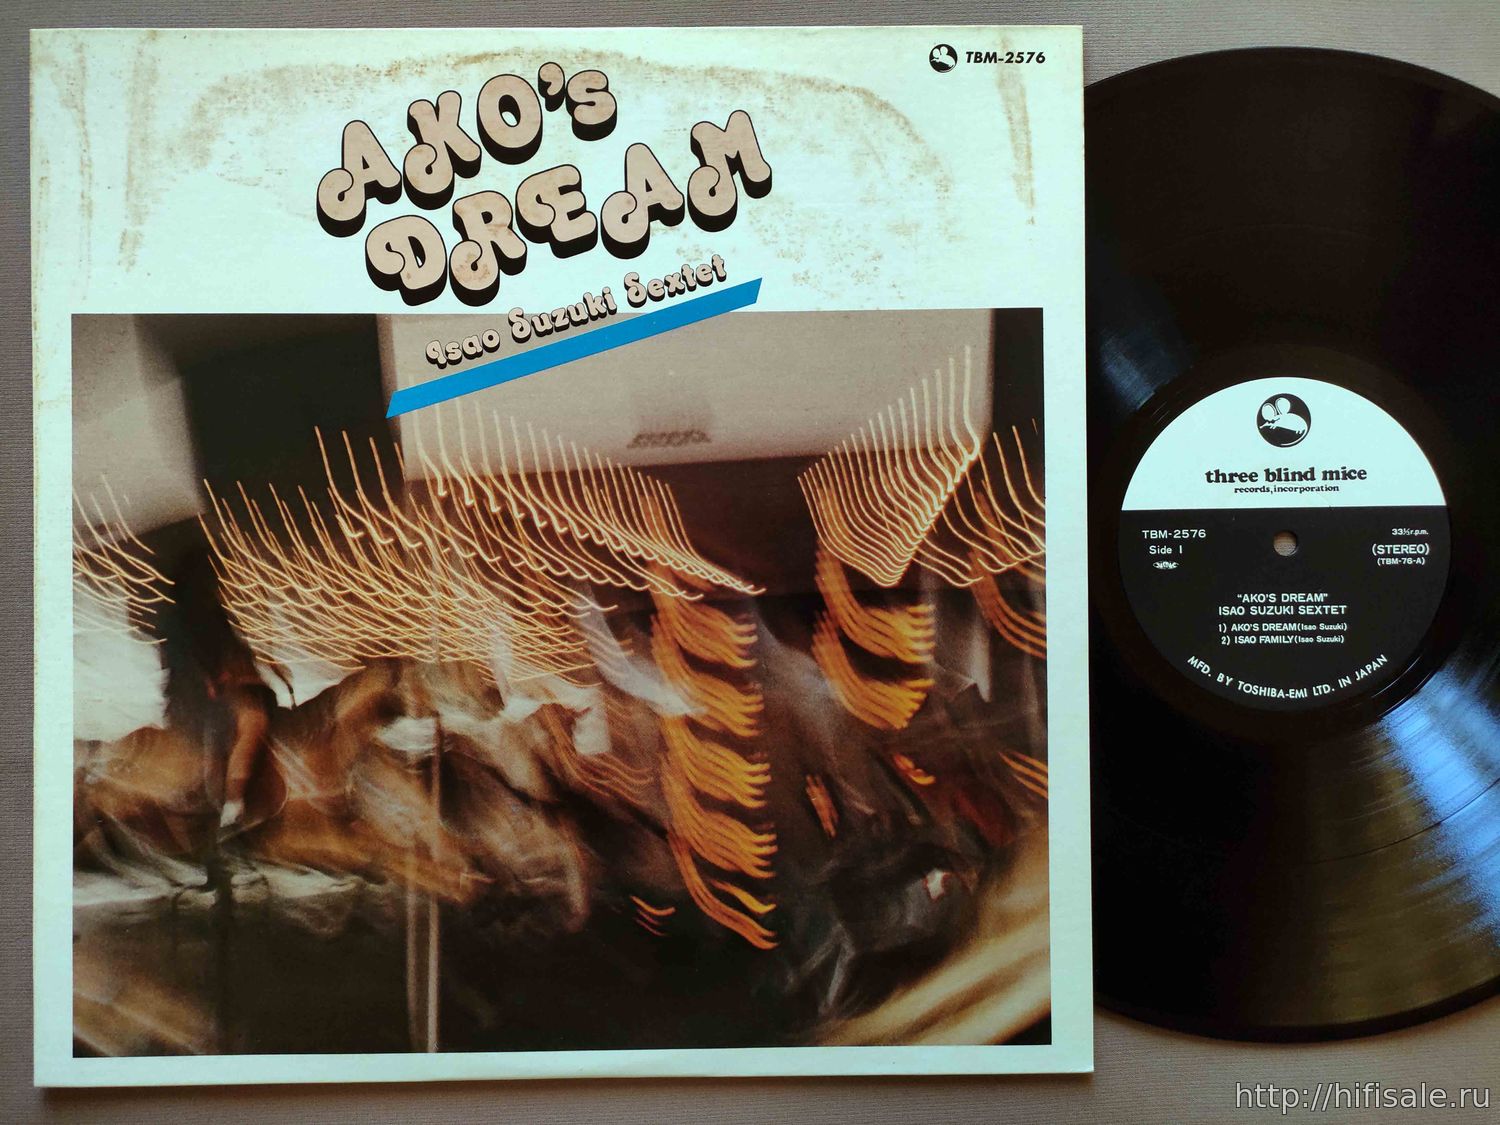 TBM-2576
AKO's
DREAM
Isao Suzuki Sextet
three blind mice
records, incorporation
TBM-2576
33⅓r.p.m.
Side 1
(STEREO)
(TBM-76-A)
"AKO'S DREAM"
ISAO SUZUKI SEXTET
1) AKO'S DREAM(Isao Suzuki)
2) ISAO FAMILY(Isao Suzuki)
MFD. BY TOSHIBA-EMI LTD. IN JAPAN
http://hifisale.ru